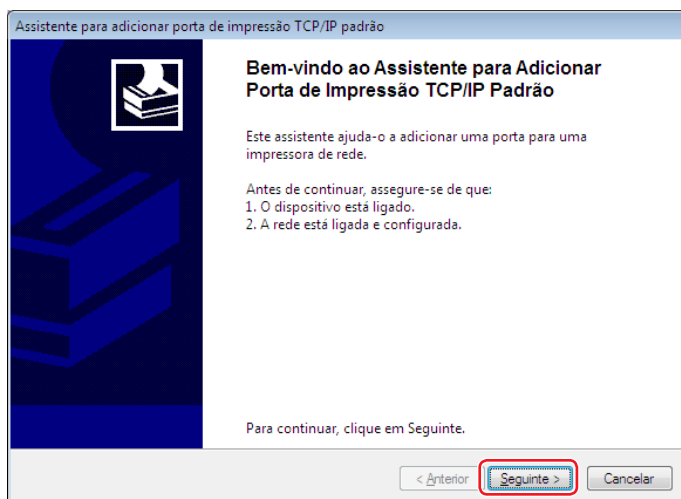 Assistente para adicionar porta de impressão TCP/IP padrão
Bem-vindo ao Assistente para Adicionar
Porta de Impressão TCP/IP Padrão
Este assistente ajuda-o a adicionar uma porta para uma
impressora de rede.
Antes de continuar, assegure-se de que:
1. O dispositivo está ligado.
2. A rede está ligada e configurada.
Para continuar, clique em Seguinte.
< Anterior
Seguinte >
Cancelar